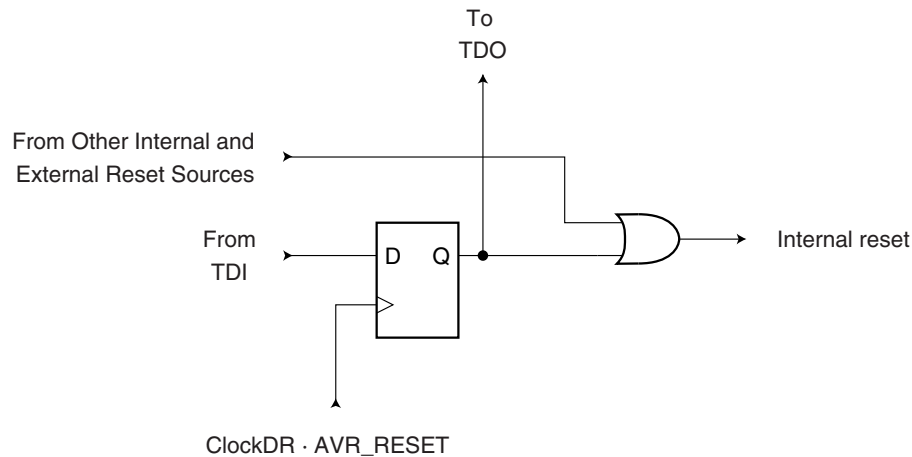 To
TDO
From Other Internal and
External Reset Sources
From
TDI
D Q
Internal reset
ClockDR · AVR_RESET